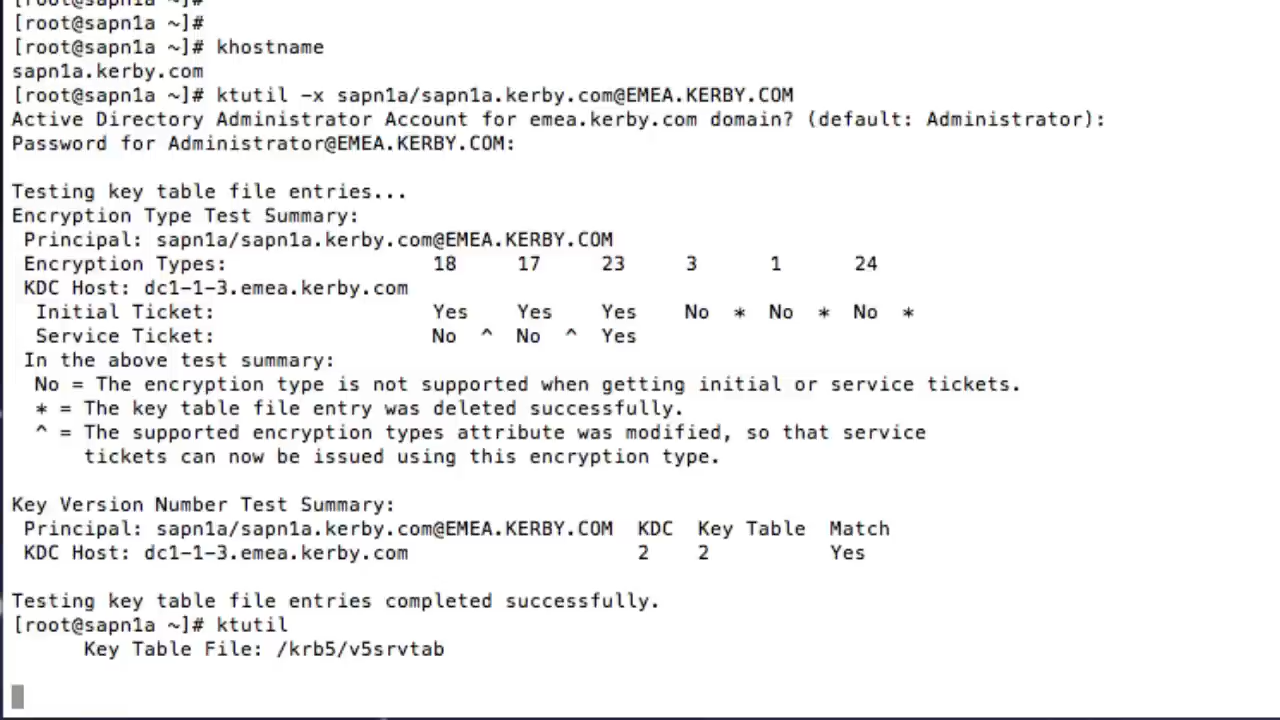 [root@sapn1a ~]#
[root@sapn1a ~]#
[root@sapn1a ~]# khostname
sapn1a.kerby.com
[root@sapn1a ~]# ktutil -x sapn1a/sapn1a.kerby.com@EMEA.KERBY.COM
Active Directory Administrator Account for emea.kerby.com domain? (default: Administrator):
Password for Administrator@EMEA.KERBY.COM:
Testing key table file entries...
Encryption Type Test Summary:
Principal: sapn1a/sapn1a.kerby.com@EMEA.KERBY.COM
Encryption Types: 18 17 23 3 1 24
KDC Host: dc1-1-3.emea.kerby.com
Initial Ticket: Yes Yes Yes No * No * No *
Service Ticket: No ^ No ^ Yes
In the above test summary:
No = The encryption type is not supported when getting initial or service tickets.
* = The key table file entry was deleted successfully.
^ = The supported encryption types attribute was modified, so that service
tickets can now be issued using this encryption type.
Key Version Number Test Summary:
Principal: sapn1a/sapn1a.kerby.com@EMEA.KERBY.COM KDC Key Table Match
KDC Host: dc1-1-3.emea.kerby.com 2 2 Yes
Testing key table file entries completed successfully.
[root@sapn1a ~]# ktutil
Key Table File: /krb5/v5srvtab